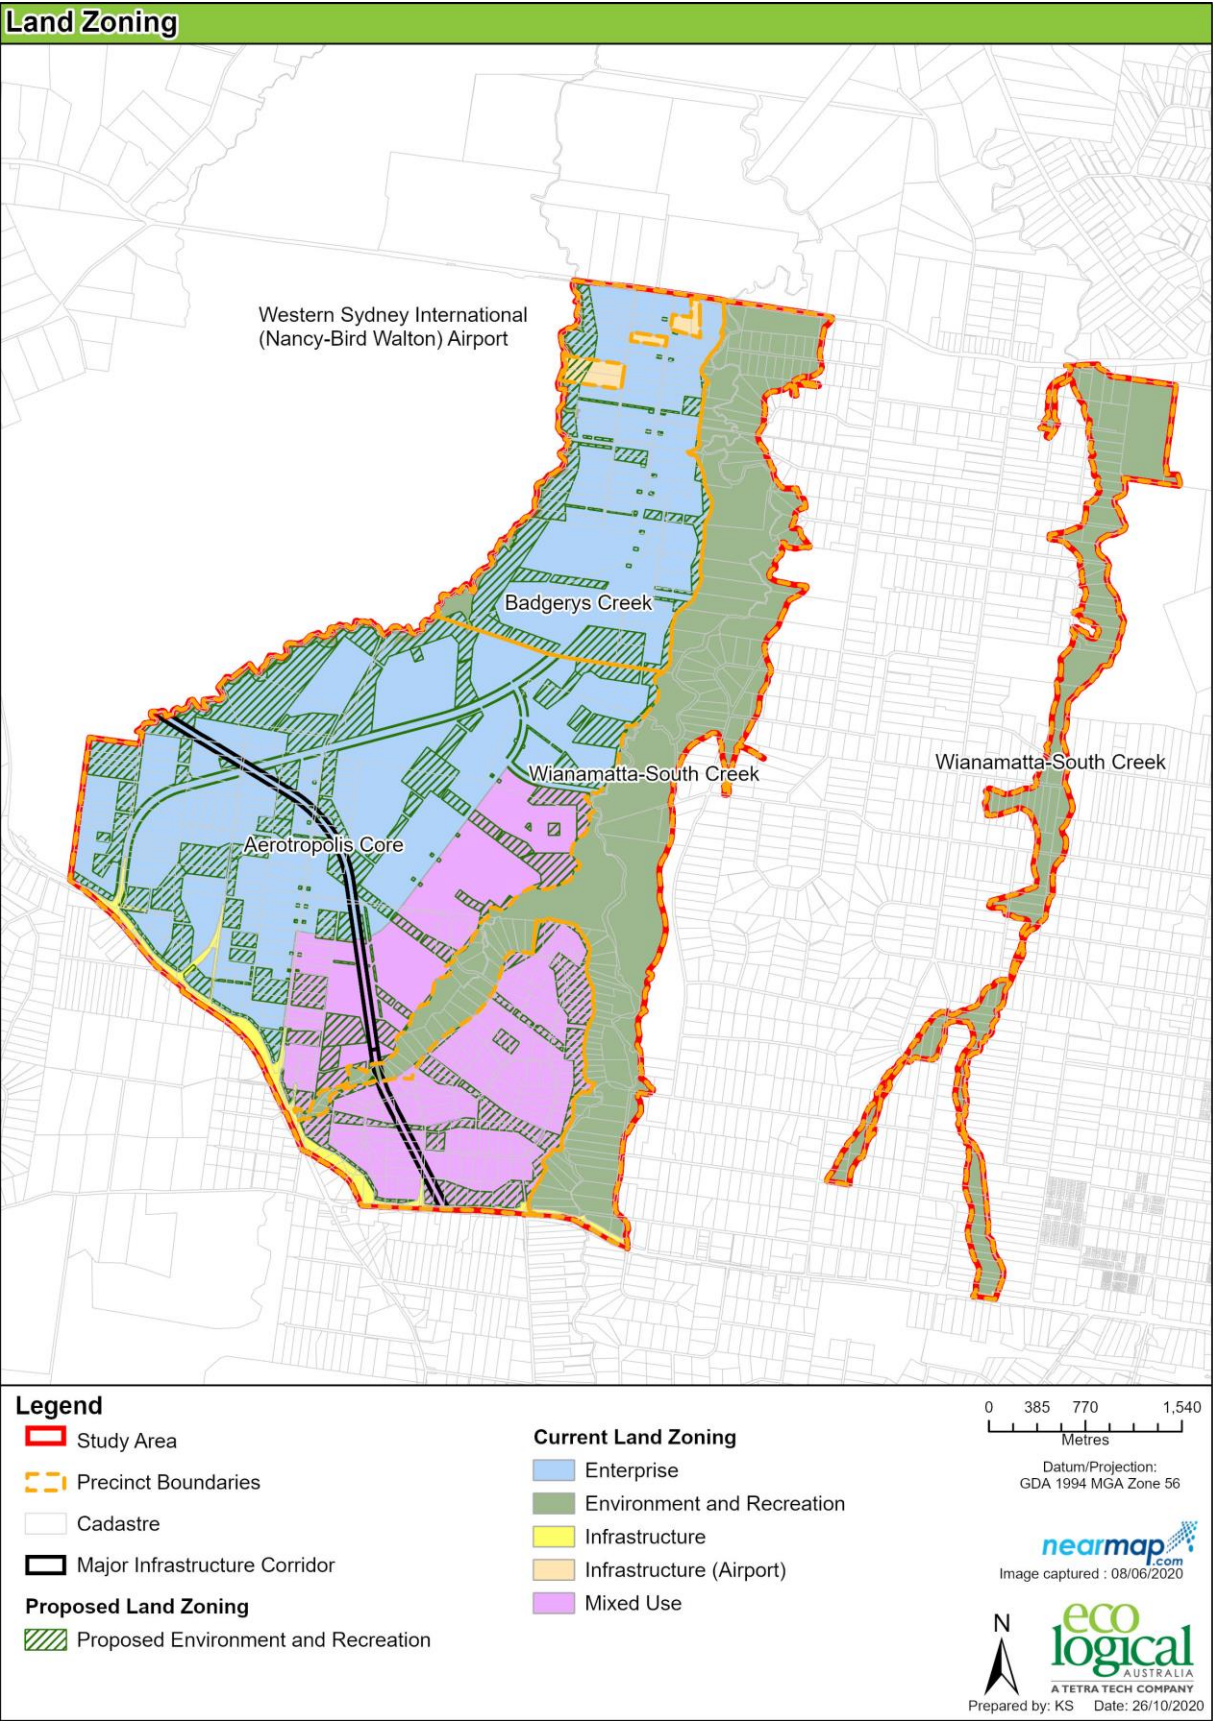 Land Zoning
Western Sydney International
(Nancy-Bird Walton) Airport
Badgerys Creek
Wianamatta-South Creek
Wianamatta-South Creek
Aerotropolis Core
Legend
Study Area
Precinct Boundaries
Cadastre
Major Infrastructure Corridor
Proposed Land Zoning
Proposed Environment and Recreation
Current Land Zoning
Enterprise
Environment and Recreation
Infrastructure
Infrastructure (Airport)
Mixed Use
0 385 770 1,540
Metres
Datum/Projection:
GDA 1994 MGA Zone 56
nearmap
.com
Image captured : 08/06/2020
N
eco
logical
AUSTRALIA
A TETRA TECH COMPANY
Prepared by: KS Date: 26/10/2020